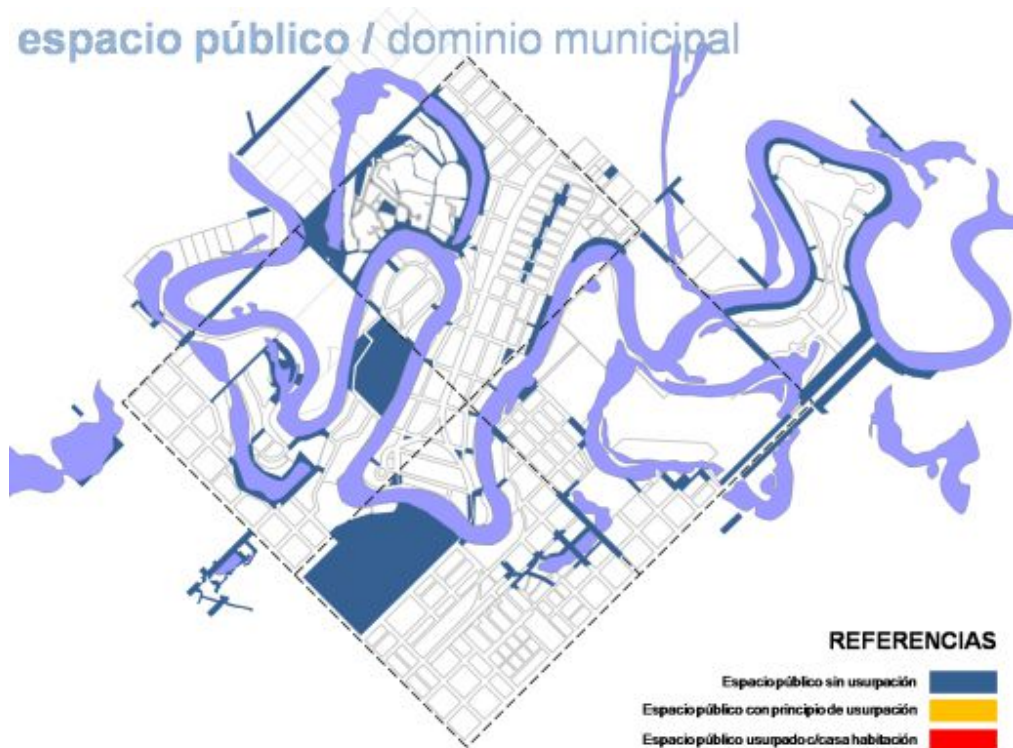 espacio público / dominio municipal
REFERENCIAS
Espacio público sin usurpación
Espacio público con principio de usurpación
Espacio público usurpado c/casa habitación